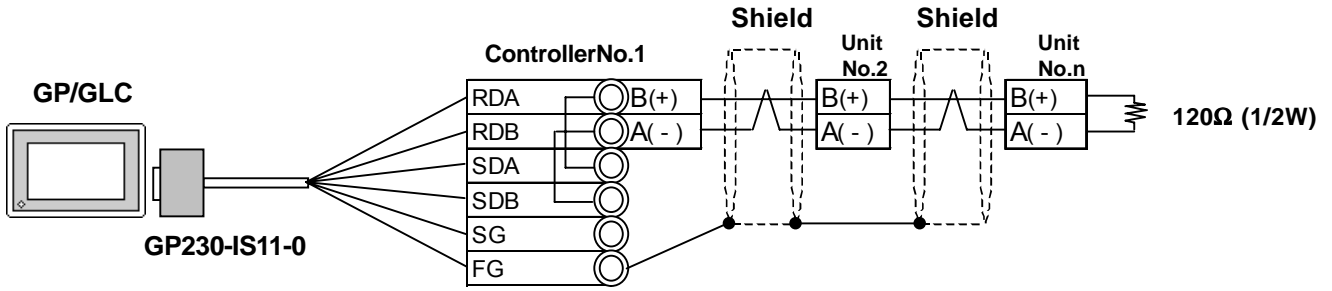 Shield
Shield
ControllerNo.1
Unit
No.2
Unit
No.n
GP/GLC
RDA
B(+)
B(+)
B(+)
RDB
A( - )
A( - )
A( - )
120Ω (1/2W)
SDA
SDB
SG
FG
GP230-IS11-0